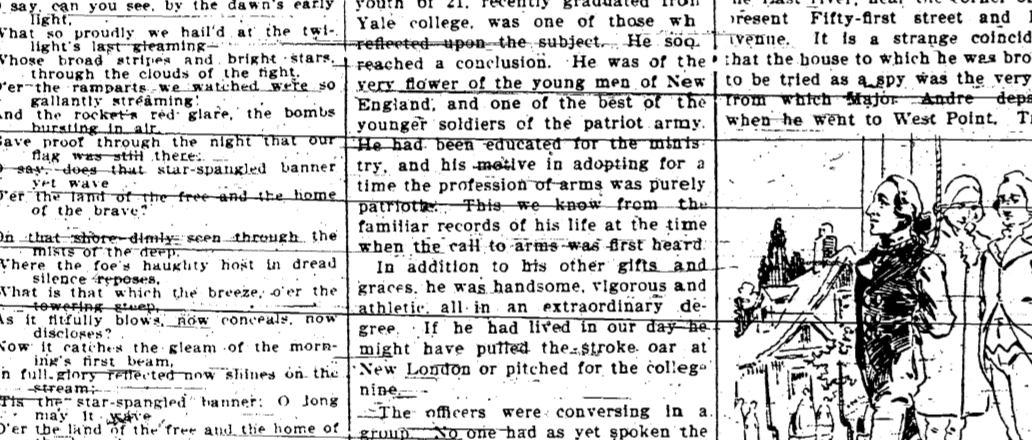 say, can you see, by the dawn's early
light,
What so proudly we hail'd at the twi-
light's last gleaming—
Whose broad stripes and bright stars,
through the clouds of the fight,
O'er the ramparts we watched were so
gallantly streaming!
And the rocket's red glare, the bombs
bursting in air,
Gave proof through the night that our
flag was still there;
O say, does that star-spangled banner
yet wave
O'er the land of the free and the home
of the brave?
On that shore dimly seen through the
mists of the deep,
Where the foe's haughty host in dread
silence reposes,
What is that which the breeze, o'er the
towering steep,
As it fitfully blows, now conceals, now
discloses?
Now it catches the gleam of the morn-
ing's first beam,
In full glory reflected now shines on the
stream;
'Tis the star-spangled banner; O long
may it wave
O'er the land of the free and the home of
youth of 21, recently graduated from
Yale college, was one of those wh
reflected upon the subject. He soo
reached a conclusion. He was of the
very flower of the young men of New
England, and one of the best of the
younger soldiers of the patriot army.
He had been educated for the minis
try, and his motive in adopting for a
time the profession of arms was purely
patriotic. This we know from the
familiar records of his life at the time
when the call to arms was first heard
In addition to his other gifts and
graces, he was handsome, vigorous and
athletic, all in an extraordinary de-
gree. If he had lived in our day he
might have pulled the stroke oar at
New London or pitched for the college
nine.
The officers were conversing in a
group. No one had as yet spoken the
the East river, near the corner of
present Fifty-first street and
avenue. It is a strange coincid
that the house to which he was bro
to be tried as a spy was the very
from which Major Andre depa
when he went to West Point. T